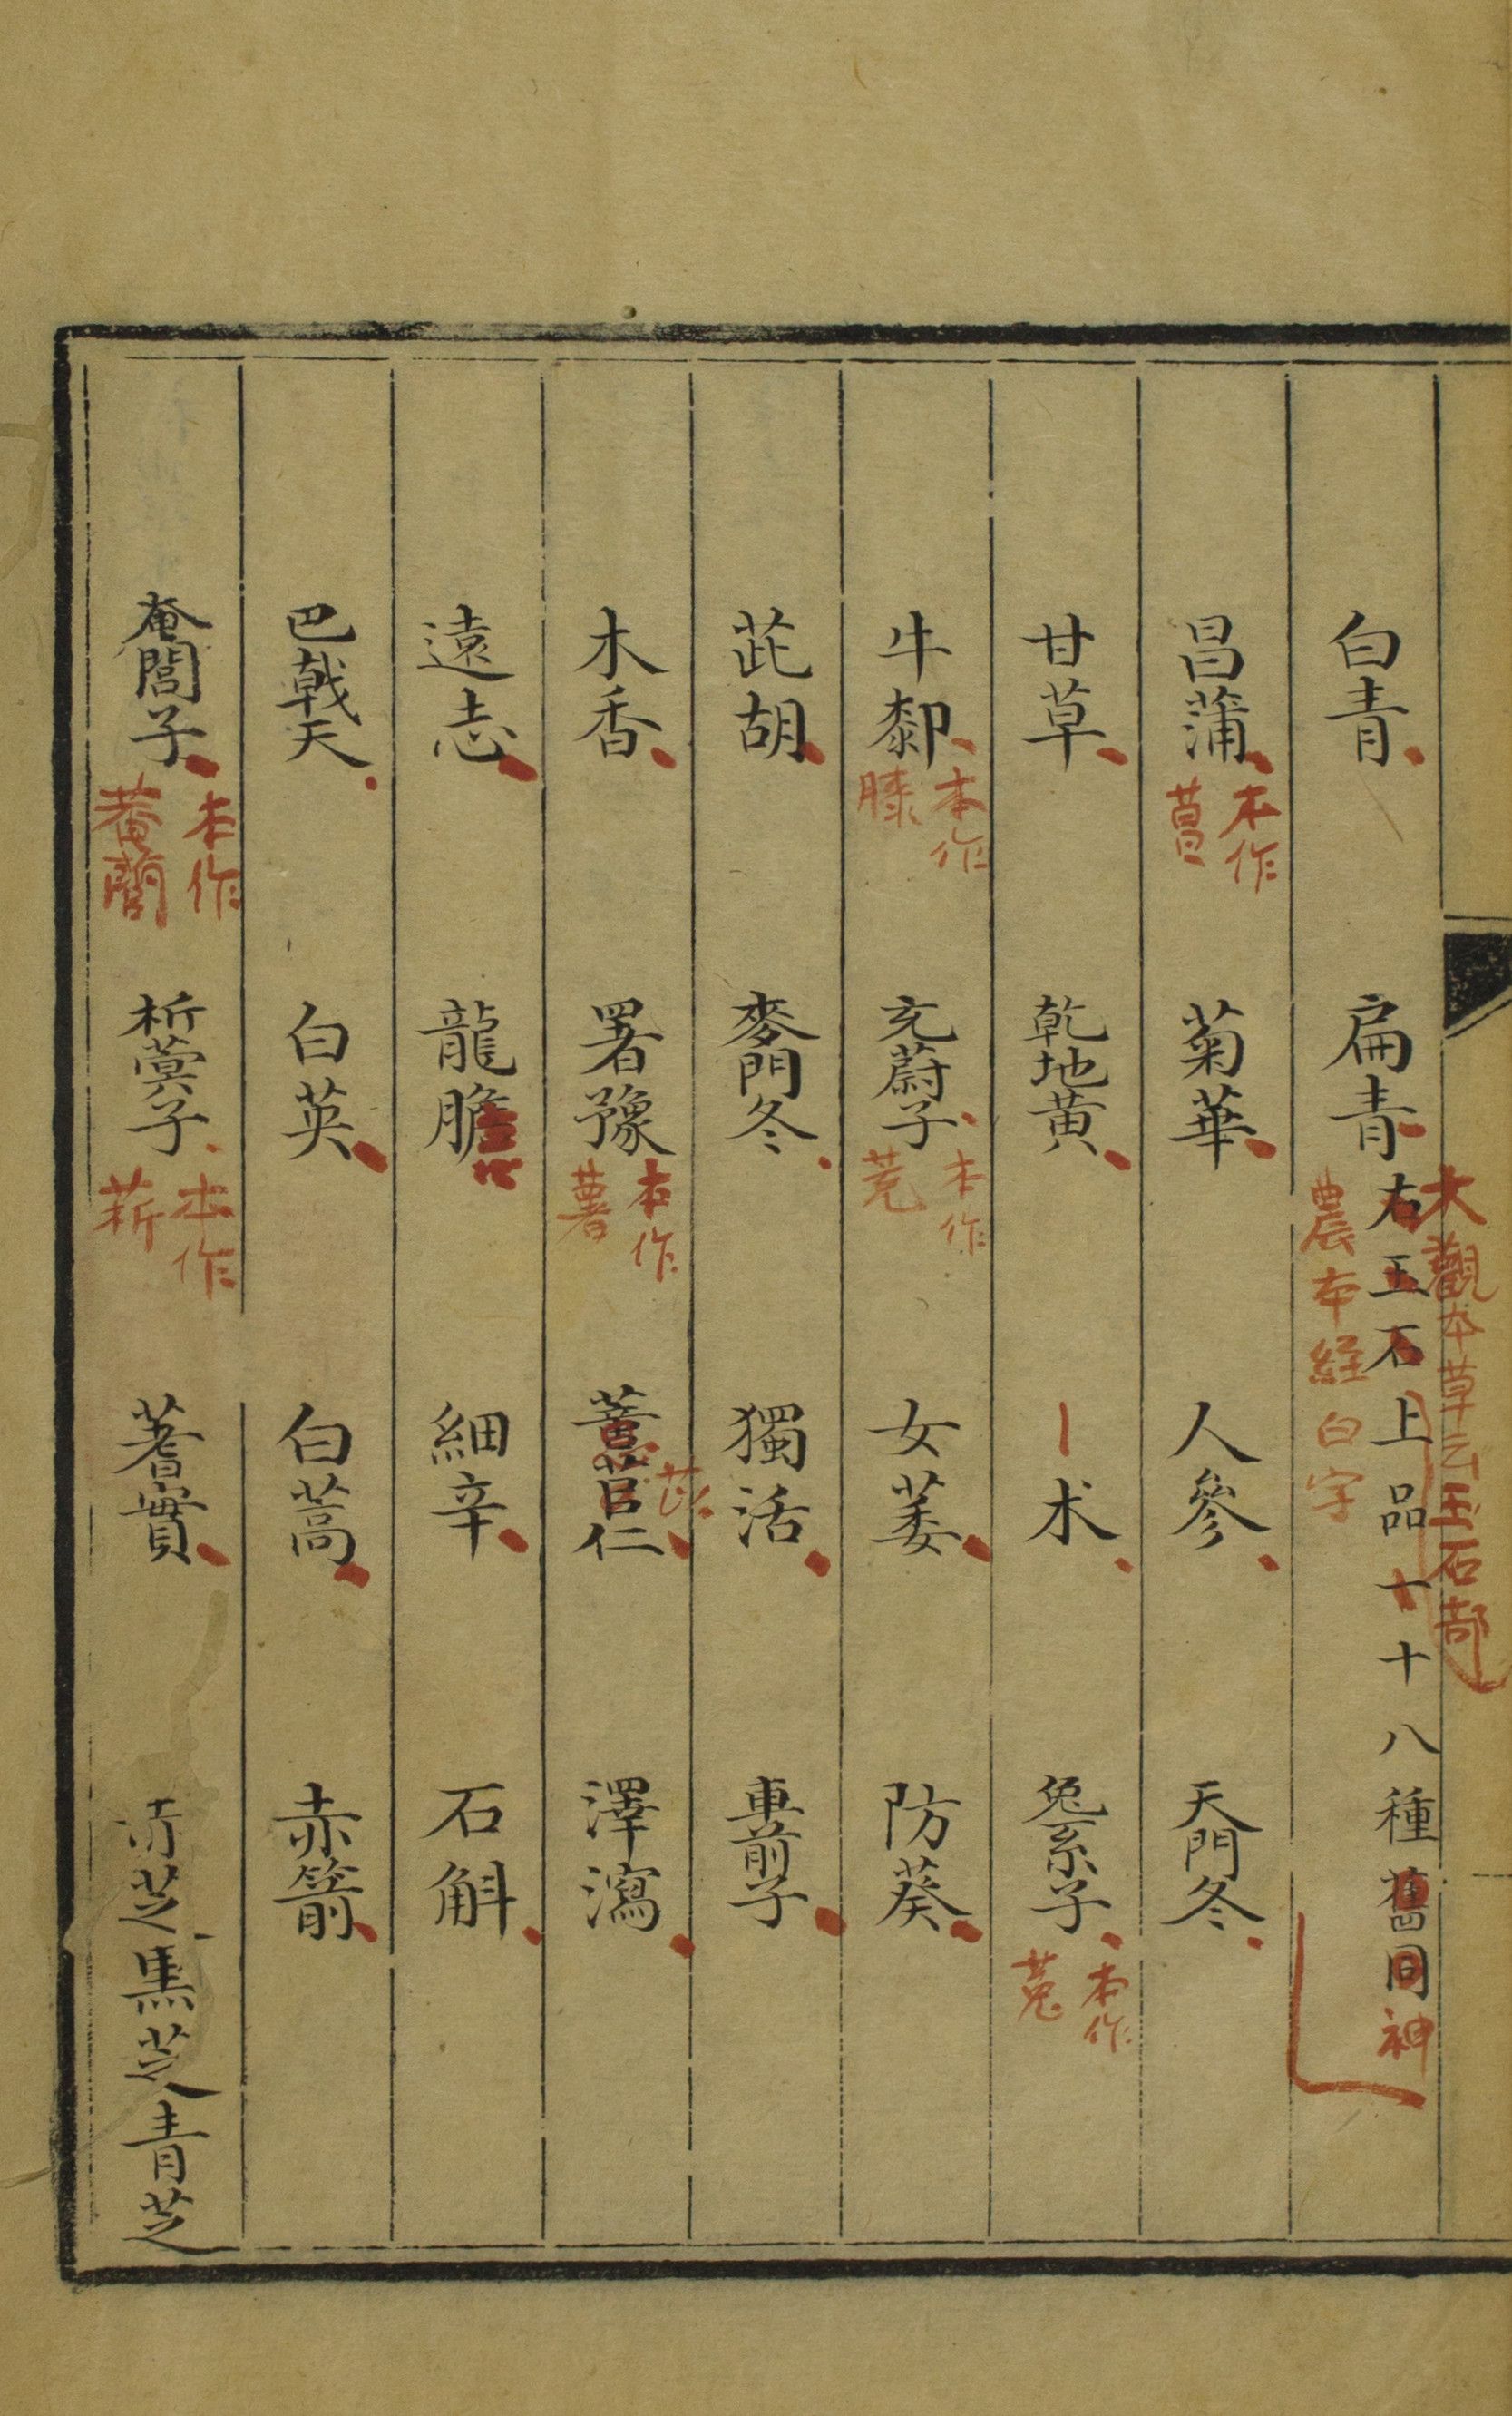 白青 扁青 右玉石上品一十八種舊同神
大觀本草云玉石部
農本經白字
昌蒲 本作菖 菊華 人參 天門冬
甘草 乾地黃 术 兔糸子 本作菟
牛厀 本作膝 充蔚子 本作茺 女萎 防葵
茈胡 麥門冬 獨活 車前子
木香 署豫 本作薯 薏苢仁 苡 澤瀉
遠志 龍膽 細辛 石斛
巴戟天 白英 白蒿 赤箭
奄閭子 本作菴䕡 析蓂子 本作菥 蓍實 赤芝黑芝青芝